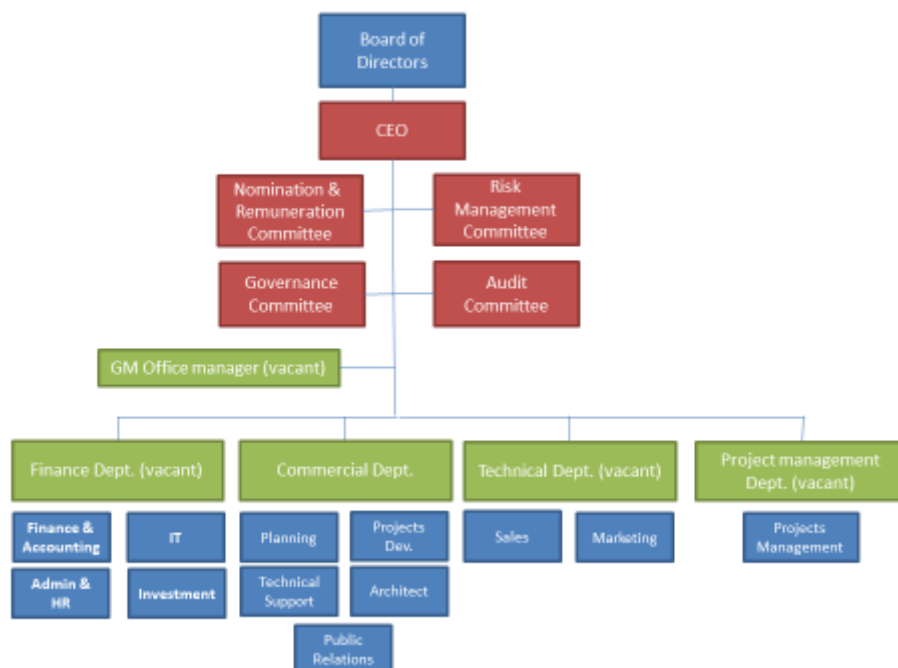 Board of
Directors
CEO
Nomination &
Remuneration
Committee
Risk
Management
Committee
Governance
Committee
Audit
Committee
GM Office manager (vacant)
Finance Dept. (vacant)
Commercial Dept.
Technical Dept. (vacant)
Project management
Dept. (vacant)
Finance &
Accounting
IT
Planning
Projects
Dev.
Sales
Marketing
Projects
Management
Admin &
HR
Investment
Technical
Support
Architect
Public
Relations